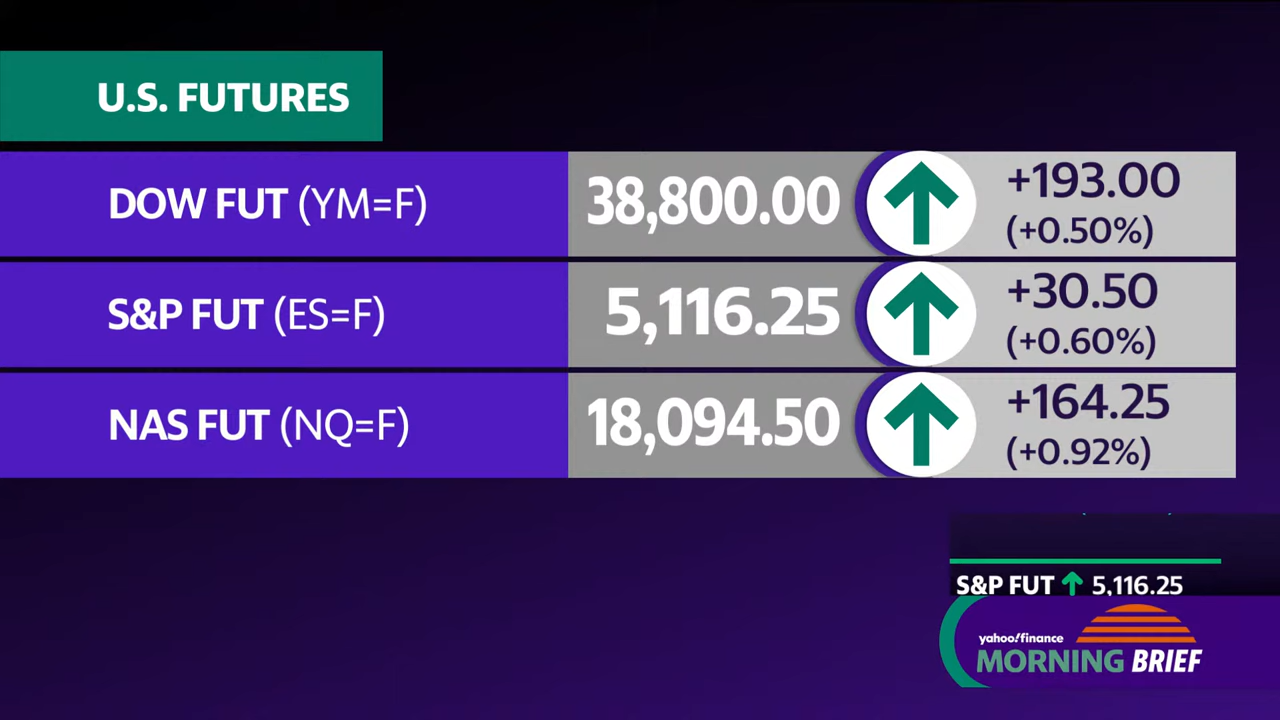 U.S. FUTURES
DOW FUT (YM=F) 38,800.00 +193.00
(+0.50%)
S&P FUT (ES=F) 5,116.25 +30.50
(+0.60%)
NAS FUT (NQ=F) 18,094.50 +164.25
(+0.92%)
S&P FUT 5,116.25
yahoo!finance
MORNING BRIEF